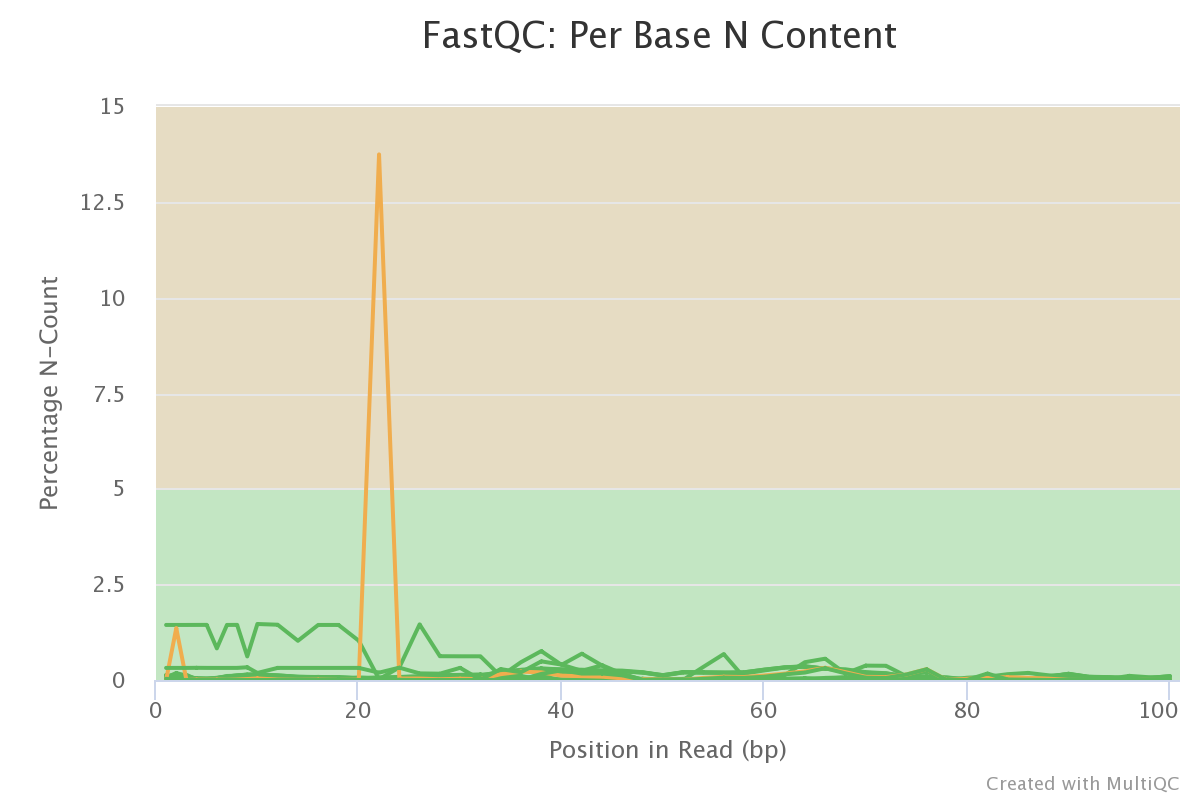 FastQC: Per Base N Content
Percentage N-Count
15
12.5
10
7.5
5
2.5
0
0 20 40 60 80 100
Position in Read (bp)
Created with MultiQC